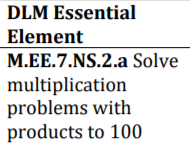 DLM Essential
Element
M.EE.7.NS.2.a Solve
multiplication
problems with
products to 100